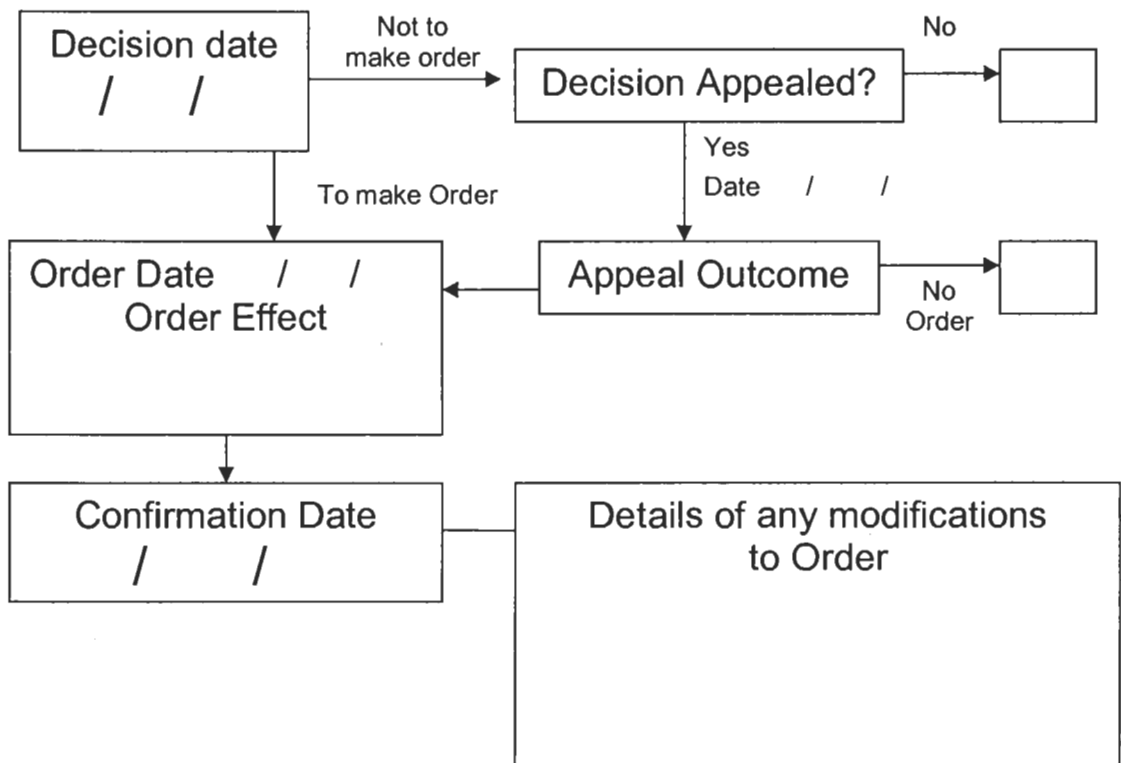 Decision date
/ /
Not to
make order
Decision Appealed?
No
Yes
Date / /
To make Order
Order Date / /
Order Effect
Appeal Outcome
No
Order
Confirmation Date
/ /
Details of any modifications
to Order